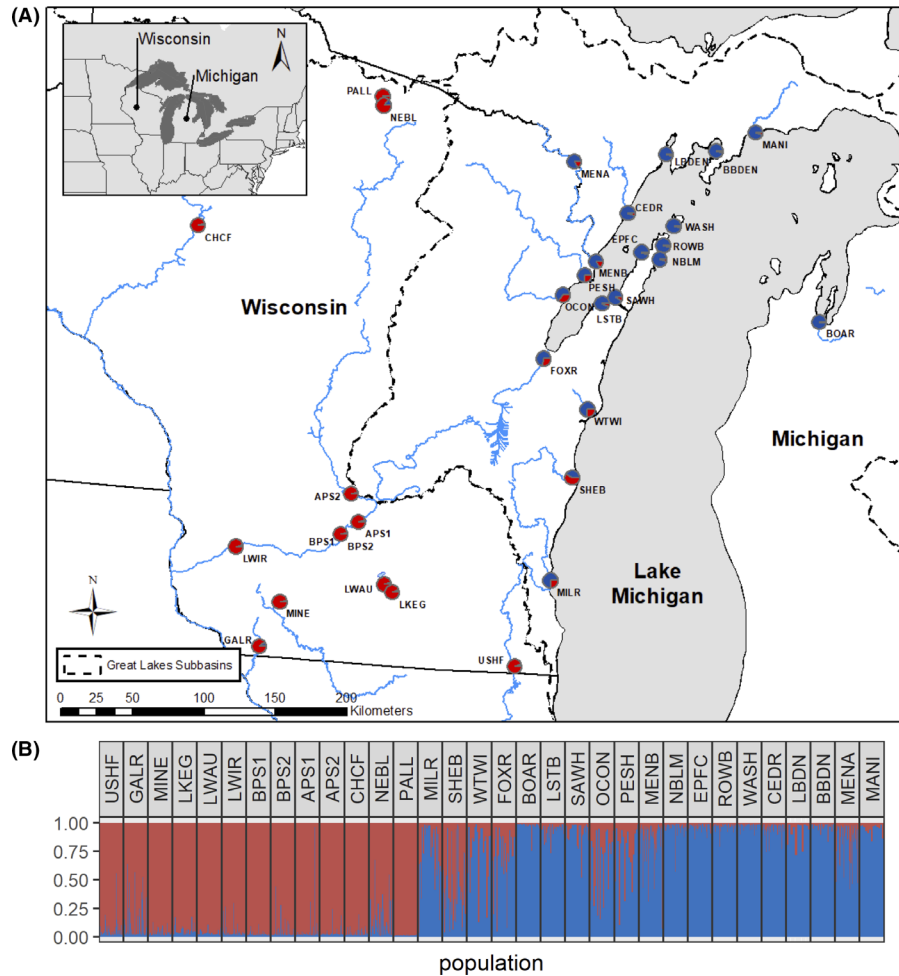 (A)
Wisconsin
Michigan
N
PALL
NEBL
CHCF
MENA
LBDEN
BBDEN
MANI
CEDR
WASH
EPFC
ROWB
NBLM
MENB
PESH
OCON
SAWH
LSTB
BOAR
Wisconsin
FOXR
WTWI
Michigan
SHEB
APS2
APS1
BPS1
BPS2
LWIR
MILR
Lake
Michigan
LWAU
LKEG
MINE
N
GALR
USHF
Great Lakes Subbasins
0 25 50 100 150 200
Kilometers
(B)
USHF GALR MINE LKEG LWAU LWIR BPS1 BPS2 APS1 APS2 CHCF NEBL PALL MILR SHEB WTWI FOXR BOAR LSTB SAWH OCON PESH MENB NBLM EPFC ROWB WASH CEDR LBDN BBDN MENA MANI
1.00
0.75
0.50
0.25
0.00
population